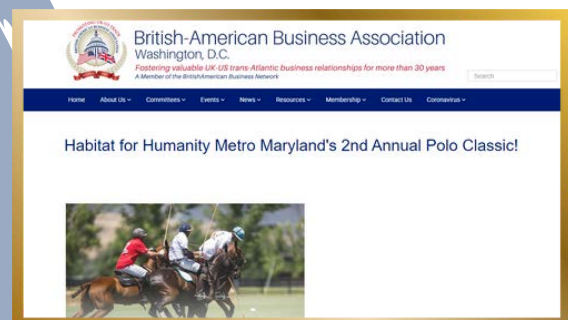 British-American Business Association
Washington, D.C.
Fostering valuable UK-US trans-Atlantic business relationships for more than 30 years
A Member of the BritishAmerican Business Network
Search
Home About Us Committees Events News Resources Membership Contact Us Coronavirus
Habitat for Humanity Metro Maryland's 2nd Annual Polo Classic!